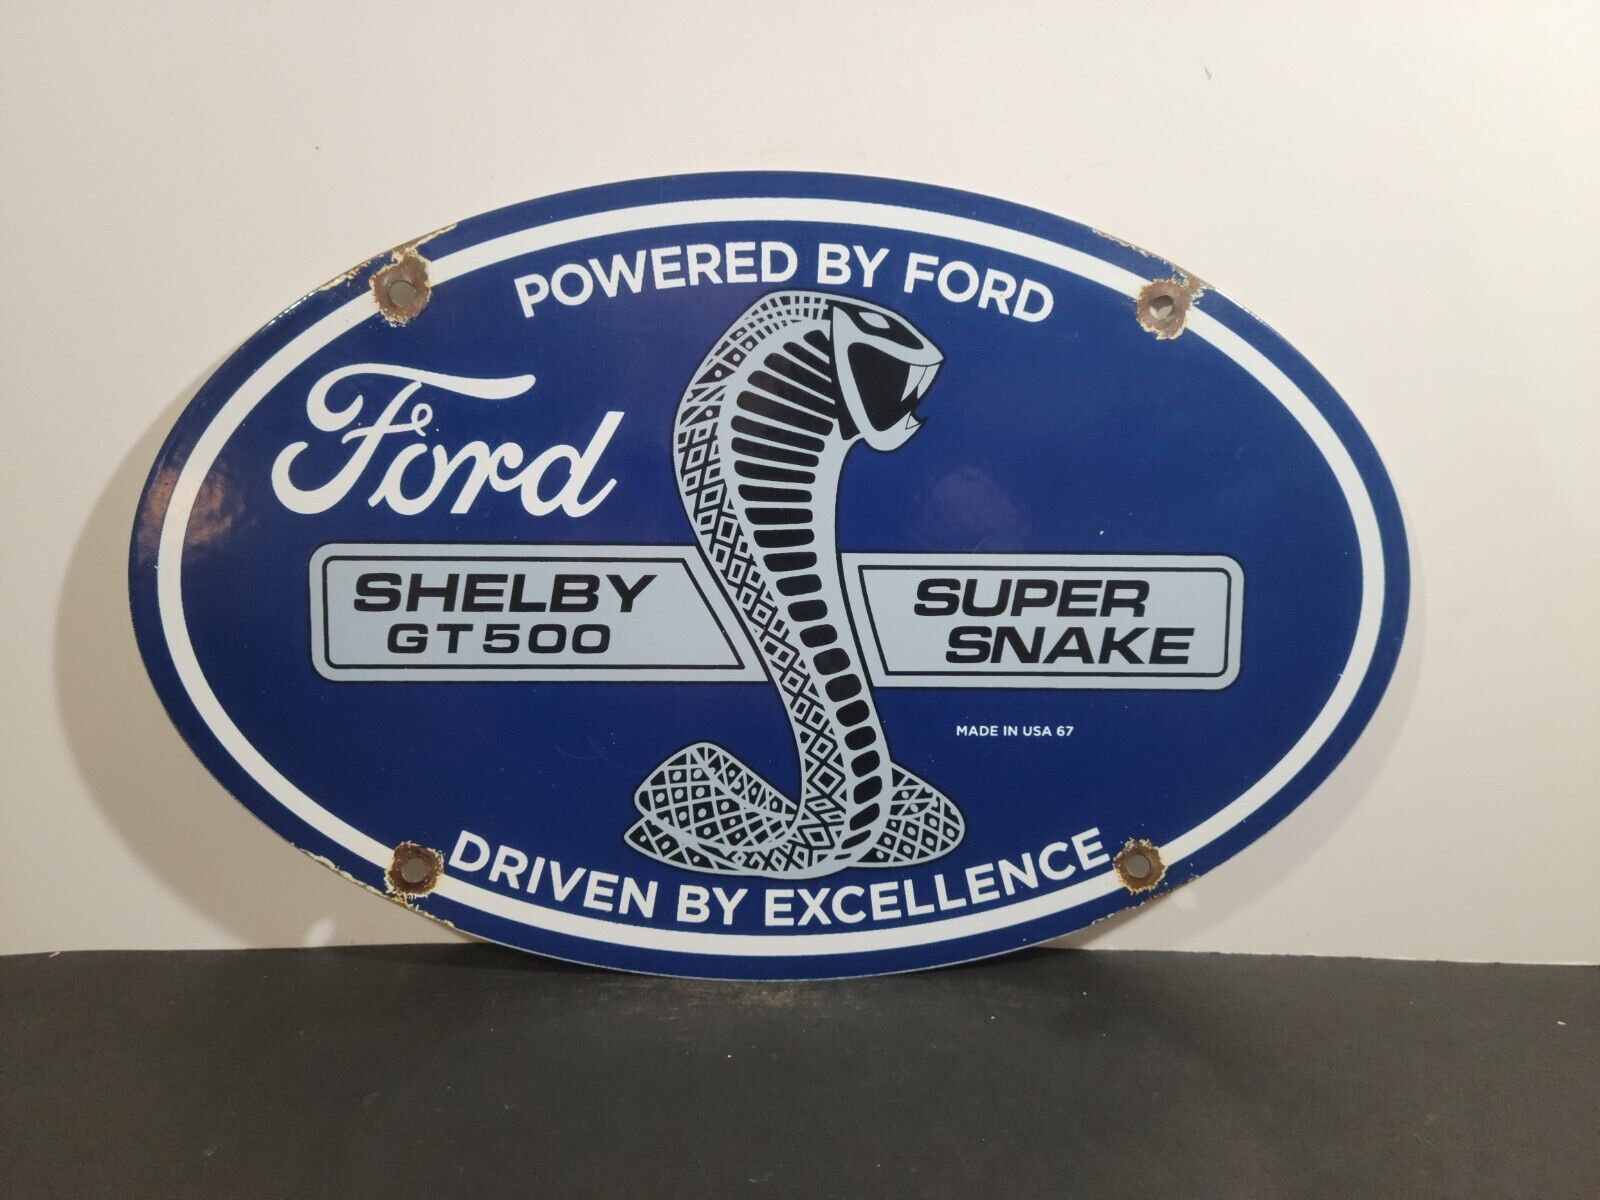 POWERED BY FORD
Ford
SHELBY
GT500
SUPER
SNAKE
MADE IN USA 67
DRIVEN BY EXCELLENCE